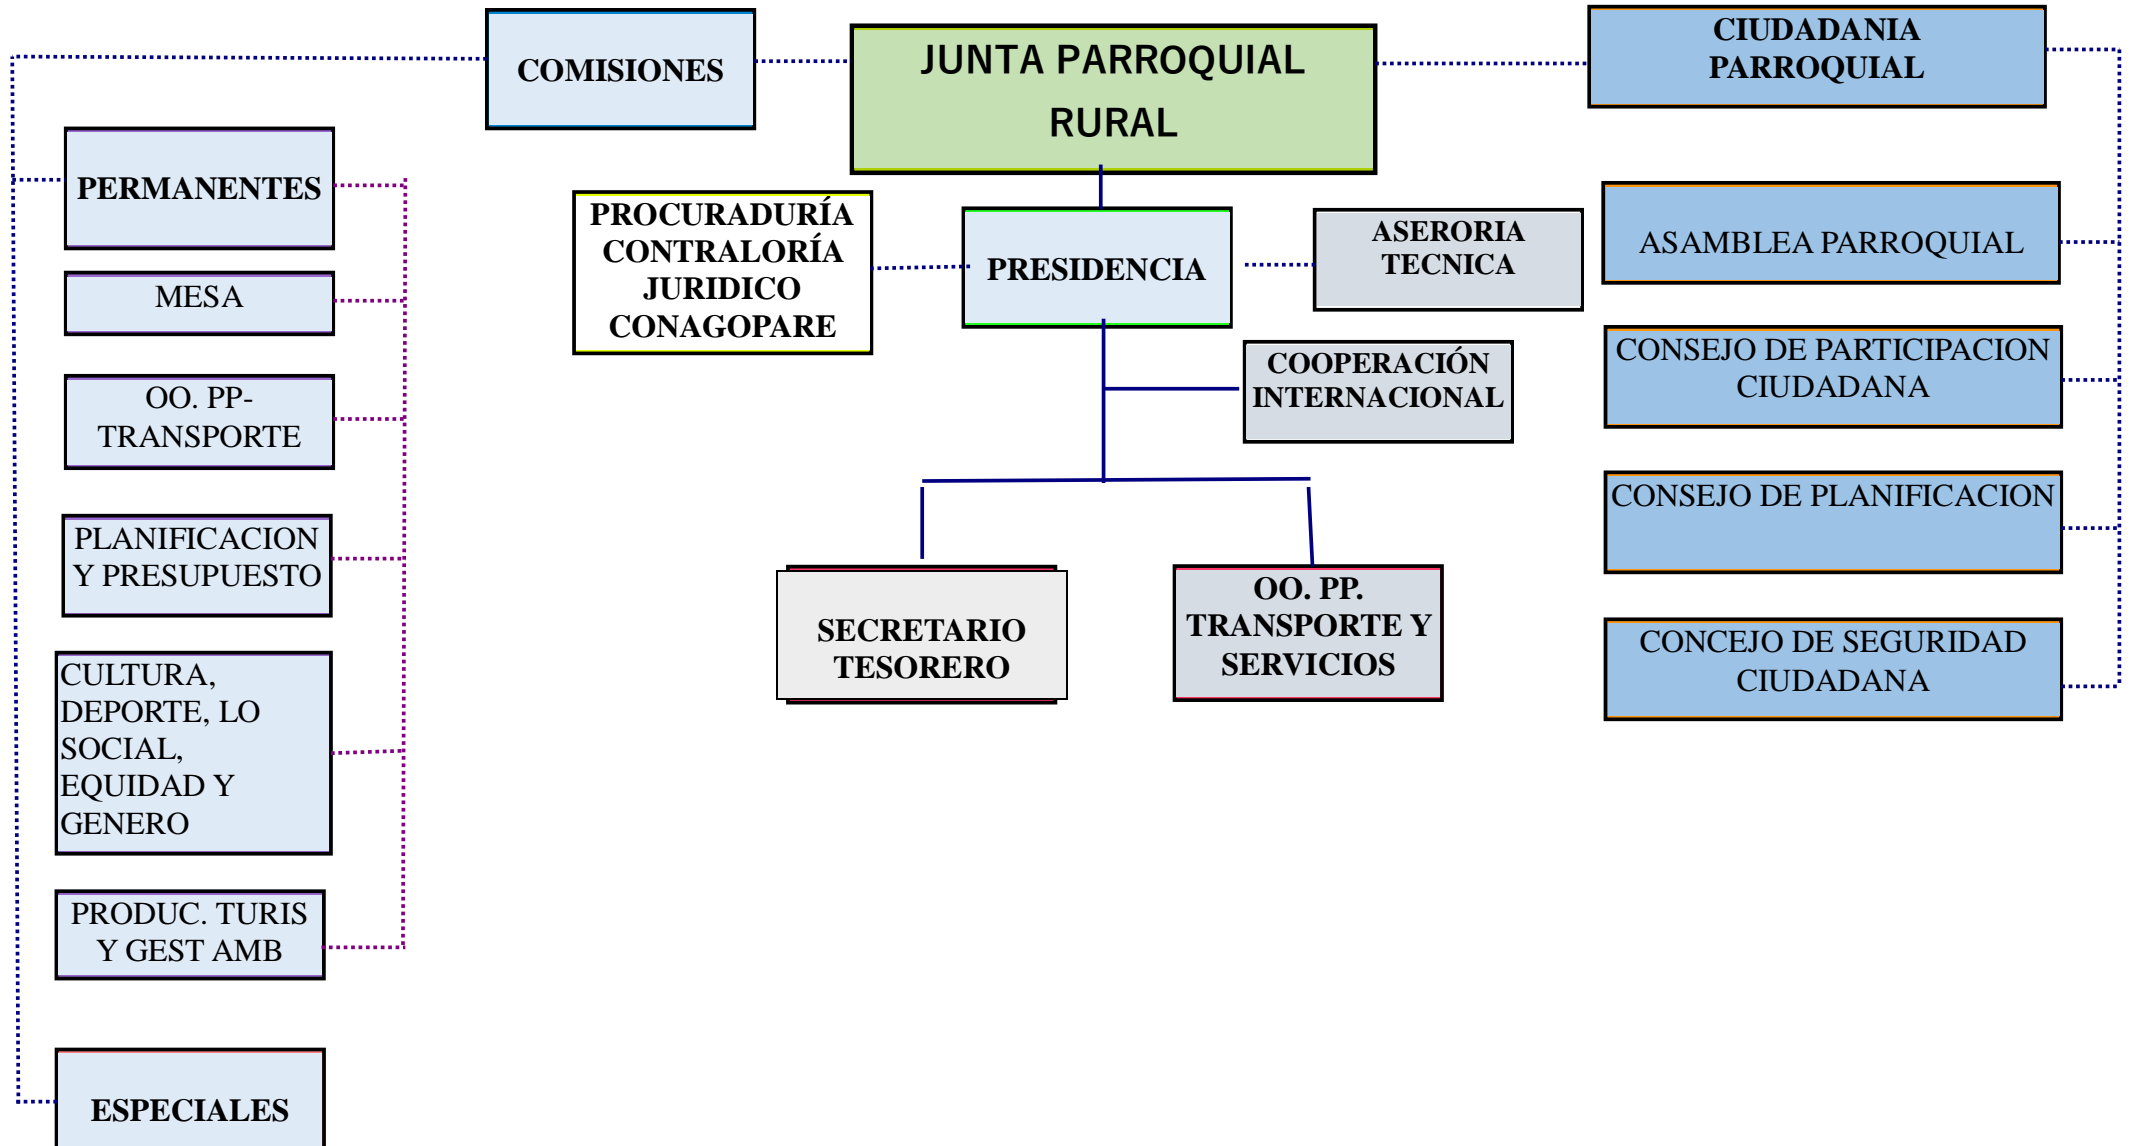 COMISIONES
JUNTA PARROQUIAL
RURAL
CIUDADANIA
PARROQUIAL
PERMANENTES
MESA
OO. PP-
TRANSPORTE
PLANIFICACION
Y PRESUPUESTO
CULTURA,
DEPORTE, LO
SOCIAL,
EQUIDAD Y
GENERO
PRODUC. TURIS
Y GEST AMB
ESPECIALES
PROCURADURÍA
CONTRALORÍA
JURIDICO
CONAGOPARE
PRESIDENCIA
ASERORIA
TECNICA
COOPERACIÓN
INTERNACIONAL
SECRETARIO
TESORERO
OO. PP.
TRANSPORTE Y
SERVICIOS
ASAMBLEA PARROQUIAL
CONSEJO DE PARTICIPACION
CIUDADANA
CONSEJO DE PLANIFICACION
CONCEJO DE SEGURIDAD
CIUDADANA